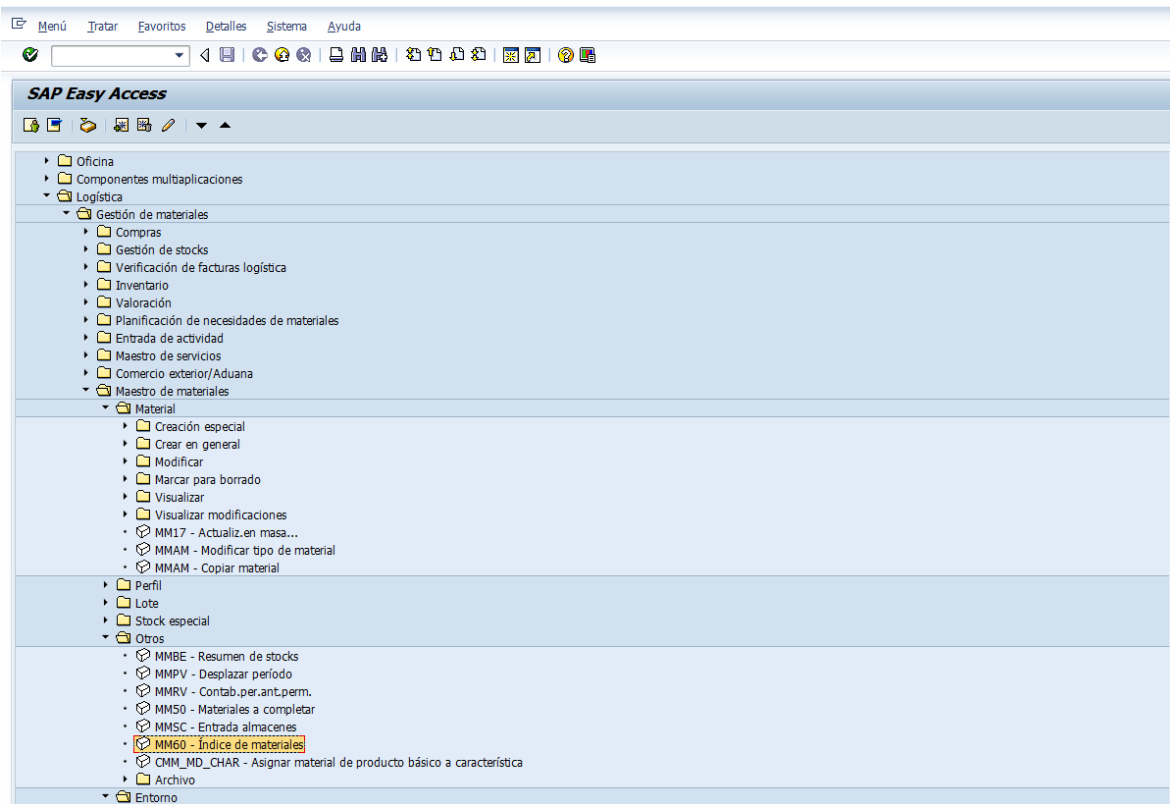 Menú Tratar Favoritos Detalles Sistema Ayuda
SAP Easy Access
Oficina
Componentes multiaplicaciones
Logística
Gestión de materiales
Compras
Gestión de stocks
Verificación de facturas logística
Inventario
Valoración
Planificación de necesidades de materiales
Entrada de actividad
Maestro de servicios
Comercio exterior/Aduana
Maestro de materiales
Material
Creación especial
Crear en general
Modificar
Marcar para borrado
Visualizar
Visualizar modificaciones
MM17 - Actualiz.en masa...
MMAM - Modificar tipo de material
MMAM - Copiar material
Perfil
Lote
Stock especial
Otros
MMBE - Resumen de stocks
MMPV - Desplazar período
MMRV - Contab.per.ant.perm.
MM50 - Materiales a completar
MMSC - Entrada almacenes
MM60 - Índice de materiales
CMM_MD_CHAR - Asignar material de producto básico a característica
Archivo
Entorno